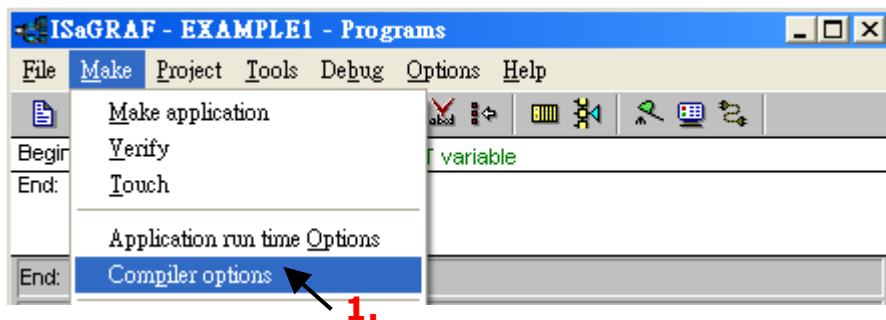 ISaGRAF - EXAMPLE1 - Programs
File Make Project Tools Debug Options Help
Make application
Begin Verify T variable
End: Touch
Application run time Options
End: Compiler options
1.